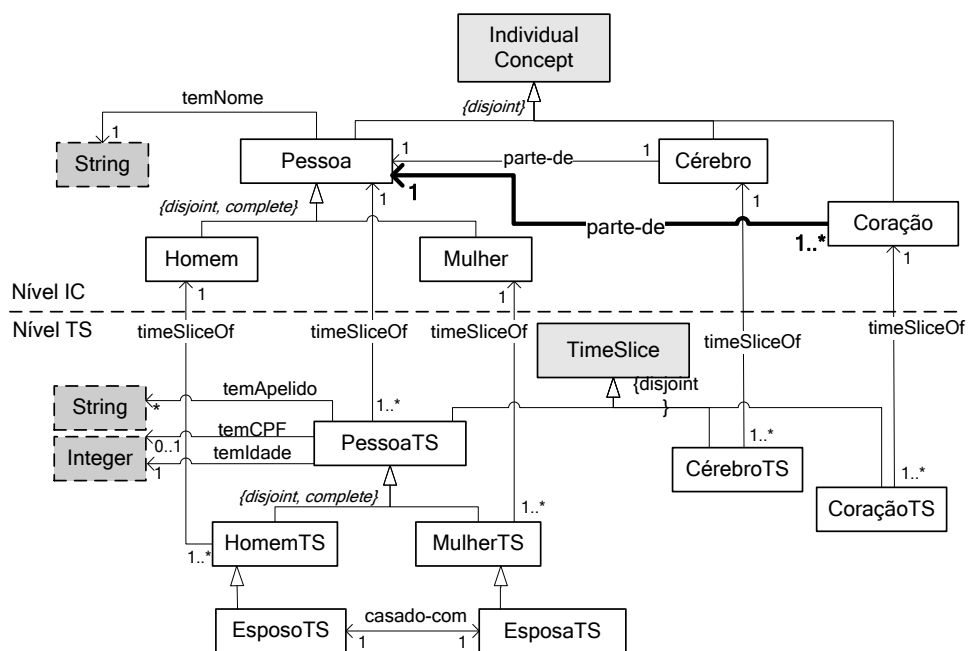 Individual
Concept
temNome
{disjoint}
1
String
Pessoa
1
parte-de
1
Cérebro
1
1
1
{disjoint, complete}
parte-de
1..*
Coração
Homem
Mulher
1
1
1
Nível IC
Nível TS
timeSliceOf
timeSliceOf
timeSliceOf
timeSliceOf
timeSliceOf
TimeSlice
{disjoint
}
temApelido
String
*
1..*
temCPF
0..1
PessoaTS
Integer
temIdade
1
1..*
CérebroTS
1..*
{disjoint, complete}
CoraçãoTS
1..*
HomemTS
MulherTS
1..*
casado-com
EsposoTS
1
1
EsposaTS